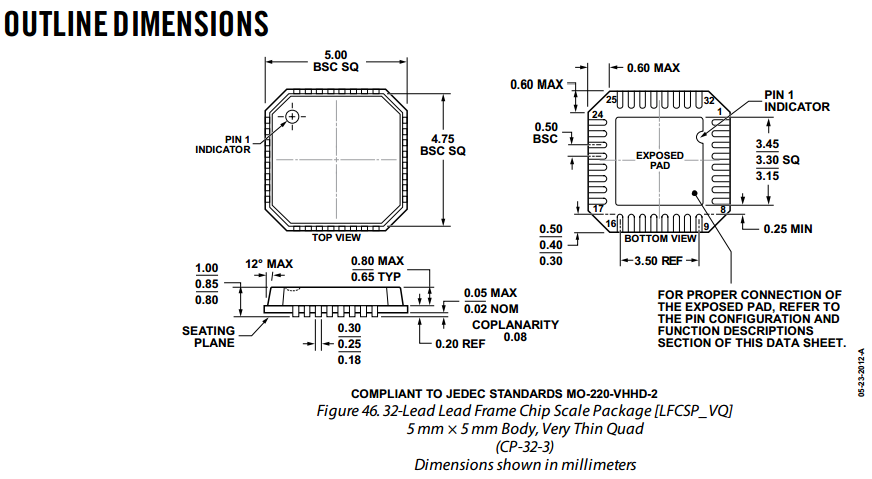 OUTLINE DIMENSIONS
5.00
BSC SQ
PIN 1
INDICATOR
4.75
BSC SQ
TOP VIEW
0.60 MAX
0.60 MAX
25
32
24
1
PIN 1
INDICATOR
0.50
BSC
EXPOSED
PAD
3.45
3.30 SQ
3.15
17
8
16
9
0.50
0.40
0.30
BOTTOM VIEW
0.25 MIN
3.50 REF
1.00
0.85
0.80
12° MAX
0.80 MAX
0.65 TYP
0.05 MAX
0.02 NOM
COPLANARITY
0.08
SEATING
PLANE
0.30
0.25
0.18
0.20 REF
FOR PROPER CONNECTION OF
THE EXPOSED PAD, REFER TO
THE PIN CONFIGURATION AND
FUNCTION DESCRIPTIONS
SECTION OF THIS DATA SHEET.
05-23-2012-A
COMPLIANT TO JEDEC STANDARDS MO-220-VHHD-2
Figure 46. 32-Lead Lead Frame Chip Scale Package [LFCSP_VQ]
5 mm × 5 mm Body, Very Thin Quad
(CP-32-3)
Dimensions shown in millimeters